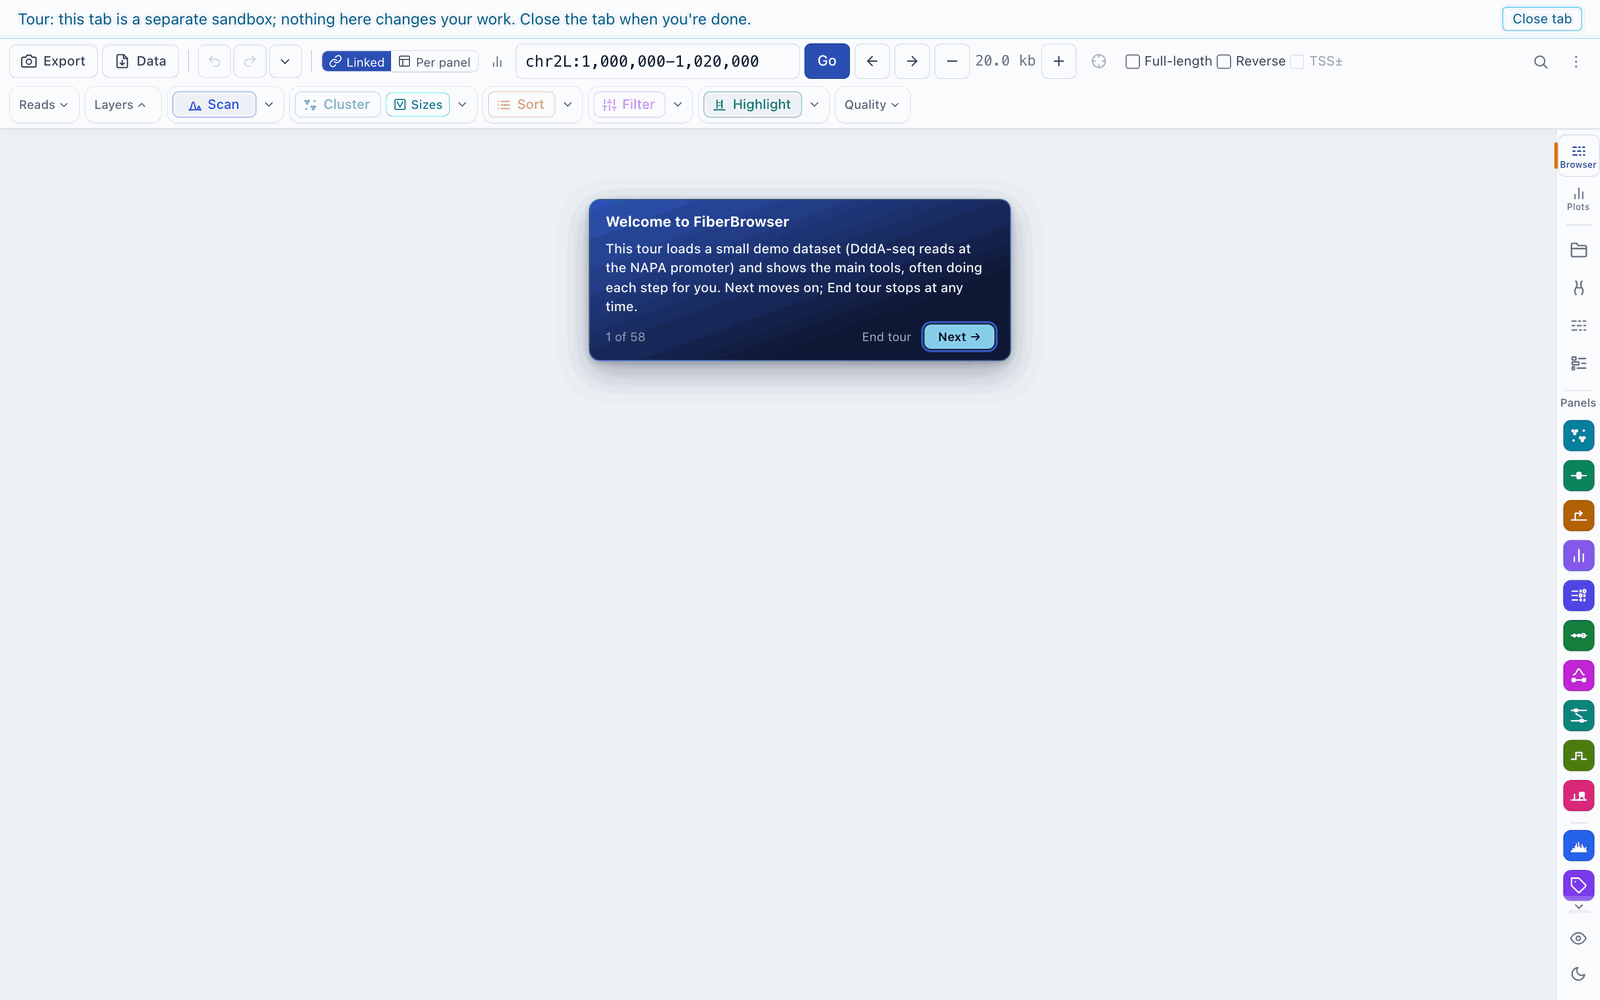 Tour: this tab is a separate sandbox; nothing here changes your work. Close the tab when you're done.
Close tab
Export
Data
Linked
Per panel
chr2L:1,000,000–1,020,000
Go
20.0 kb
Full-length
Reverse
TSS±
Reads
Layers
Scan
Cluster
Sizes
Sort
Filter
Highlight
Quality
Browser
Plots
Panels
Welcome to FiberBrowser
This tour loads a small demo dataset (DddA-seq reads at
the NAPA promoter) and shows the main tools, often doing
each step for you. Next moves on; End tour stops at any
time.
1 of 58
End tour
Next →